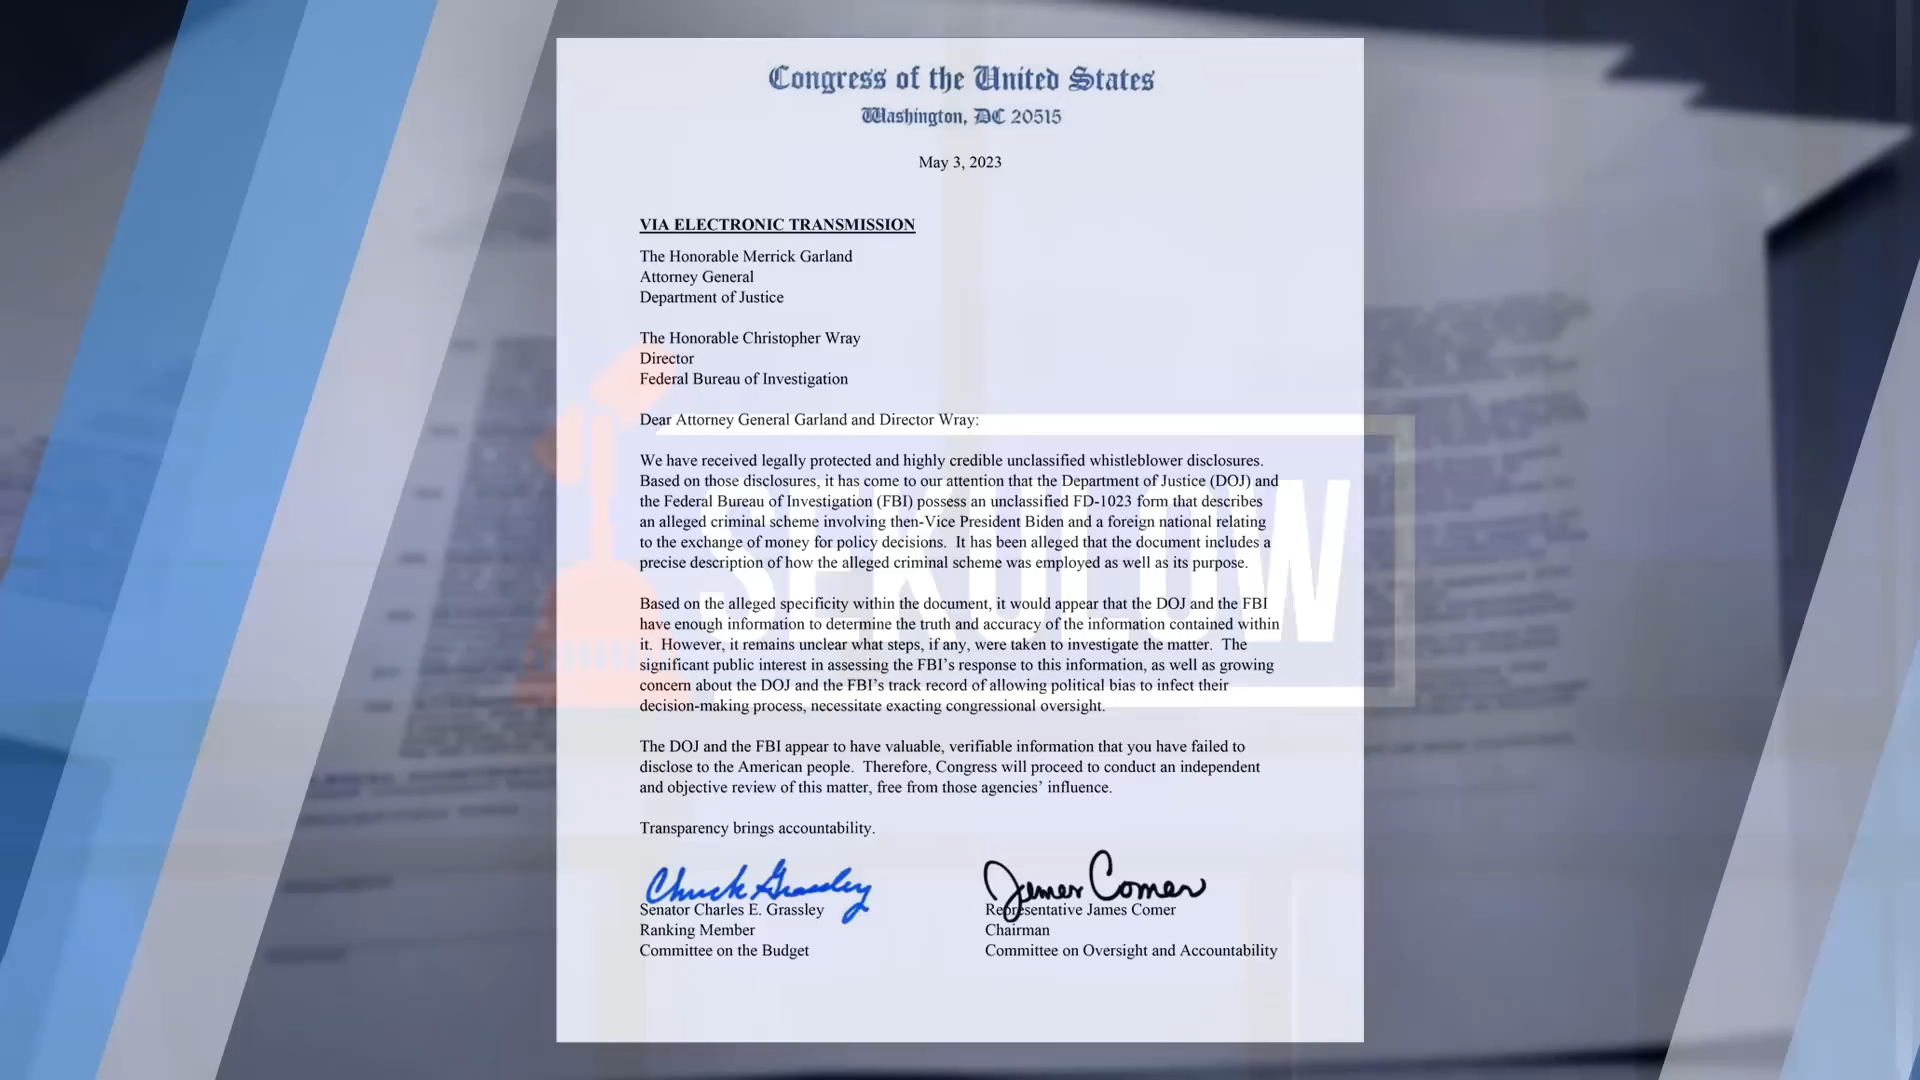 Congress of the United States
Washington, DC 20515
May 3, 2023
VIA ELECTRONIC TRANSMISSION
The Honorable Merrick Garland
Attorney General
Department of Justice
The Honorable Christopher Wray
Director
Federal Bureau of Investigation
Dear Attorney General Garland and Director Wray:
We have received legally protected and highly credible unclassified whistleblower disclosures.
Based on those disclosures, it has come to our attention that the Department of Justice (DOJ) and
the Federal Bureau of Investigation (FBI) possess an unclassified FD-1023 form that describes
an alleged criminal scheme involving then-Vice President Biden and a foreign national relating
to the exchange of money for policy decisions.  It has been alleged that the document includes a
precise description of how the alleged criminal scheme was employed as well as its purpose.
Based on the alleged specificity within the document, it would appear that the DOJ and the FBI
have enough information to determine the truth and accuracy of the information contained within
it.  However, it remains unclear what steps, if any, were taken to investigate the matter.  The
significant public interest in assessing the FBI's response to this information, as well as growing
concern about the DOJ and the FBI's track record of allowing political bias to infect their
decision-making process, necessitate exacting congressional oversight.
The DOJ and the FBI appear to have valuable, verifiable information that you have failed to
disclose to the American people.  Therefore, Congress will proceed to conduct an independent
and objective review of this matter, free from those agencies' influence.
Transparency brings accountability.
Chuck Grassley
James Comer
Senator Charles E. Grassley
Ranking Member
Committee on the Budget
Representative James Comer
Chairman
Committee on Oversight and Accountability
SEKULOW